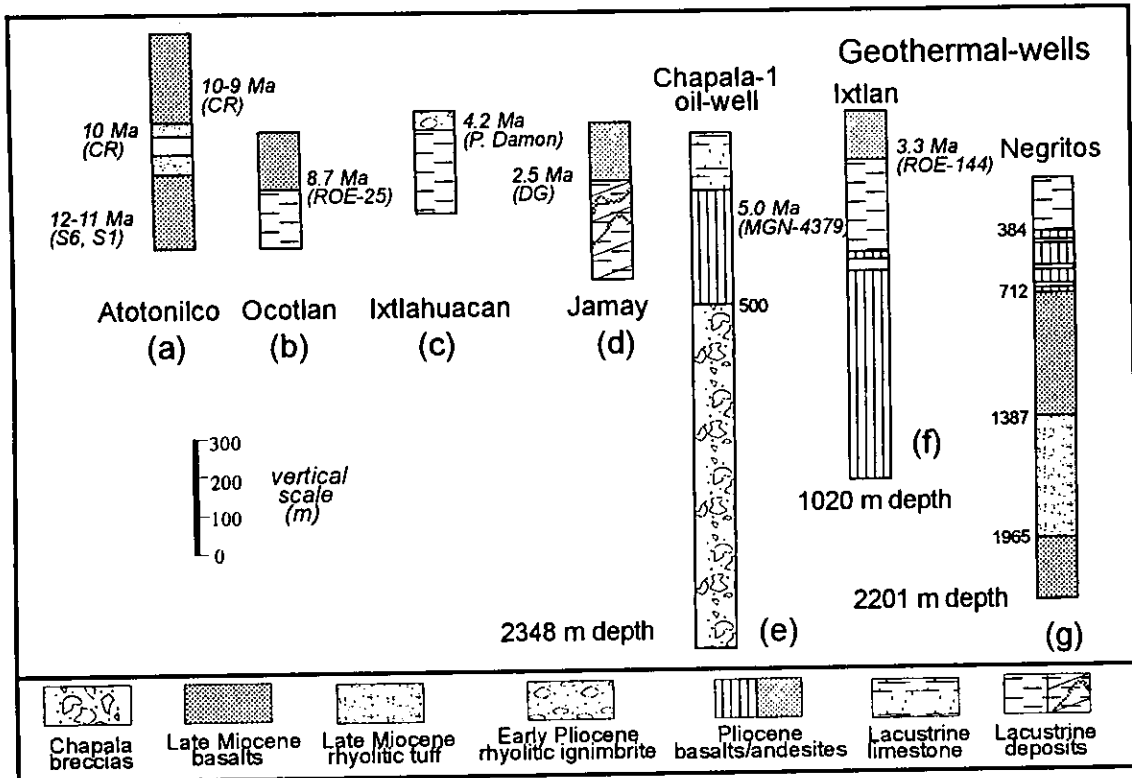 Geothermal-wells
10-9 Ma
(CR)
10 Ma
(CR)
12-11 Ma
(S6, S1)
Atotonilco
(a)
8.7 Ma
(ROE-25)
Ocotlan
(b)
4.2 Ma
(P. Damon)
Ixtlahuacan
(c)
2.5 Ma
(DG)
Jamay
(d)
Chapala-1
oil-well
5.0 Ma
(MGN-4379)
500
2348 m depth
(e)
Ixtlan
3.3 Ma
(ROE-144)
(f)
1020 m depth
Negritos
384
712
1387
1965
2201 m depth
(g)
300
200
100
0
vertical
scale
(m)
Chapala
breccias
Late Miocene
basalts
Late Miocene
rhyolitic tuff
Early Pliocene
rhyolitic ignimbrite
Pliocene
basalts/andesites
Lacustrine
limestone
Lacustrine
deposits